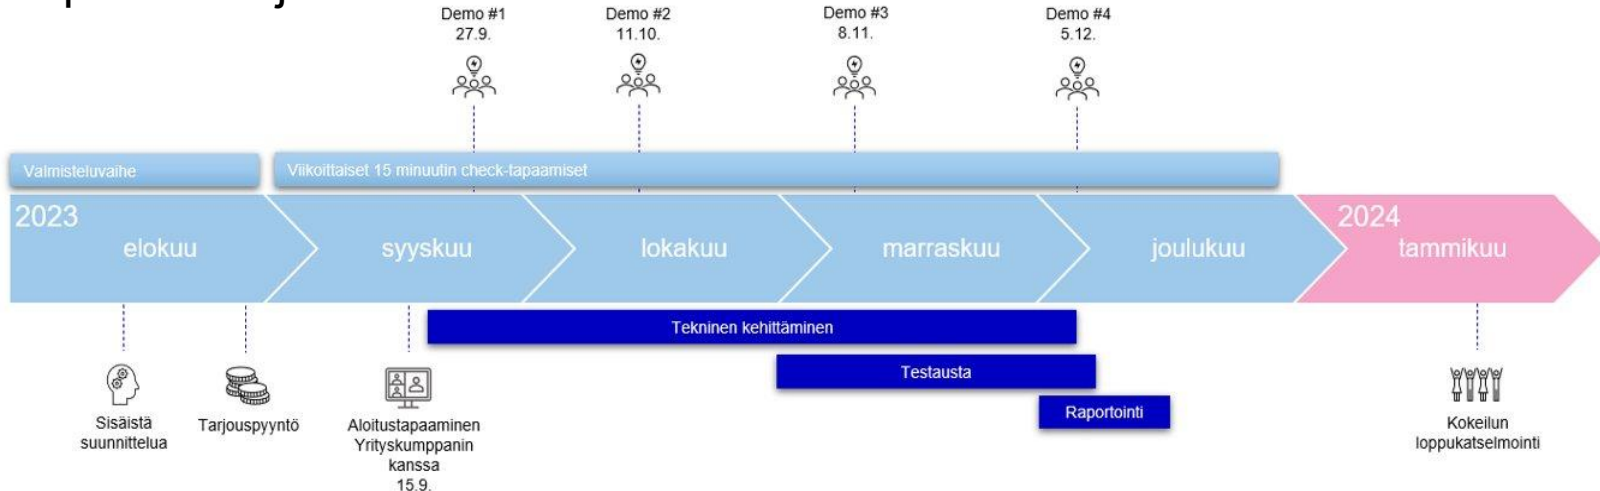 Demo #1
27.9.
Demo #2
11.10.
Demo #3
8.11.
Demo #4
5.12.
Valmisteluvaihe
Viikoittaiset 15 minuutin check-tapaamiset
2023
elokuu
syyskuu
lokakuu
marraskuu
joulukuu
2024
tammikuu
Tekninen kehittäminen
Testausta
Raportointi
Sisäistä
suunnittelua
Tarjouspyyntö
Aloitustapaaminen
Yrityskumppanin
kanssa
15.9.
Kokeilun
loppukatselmointi